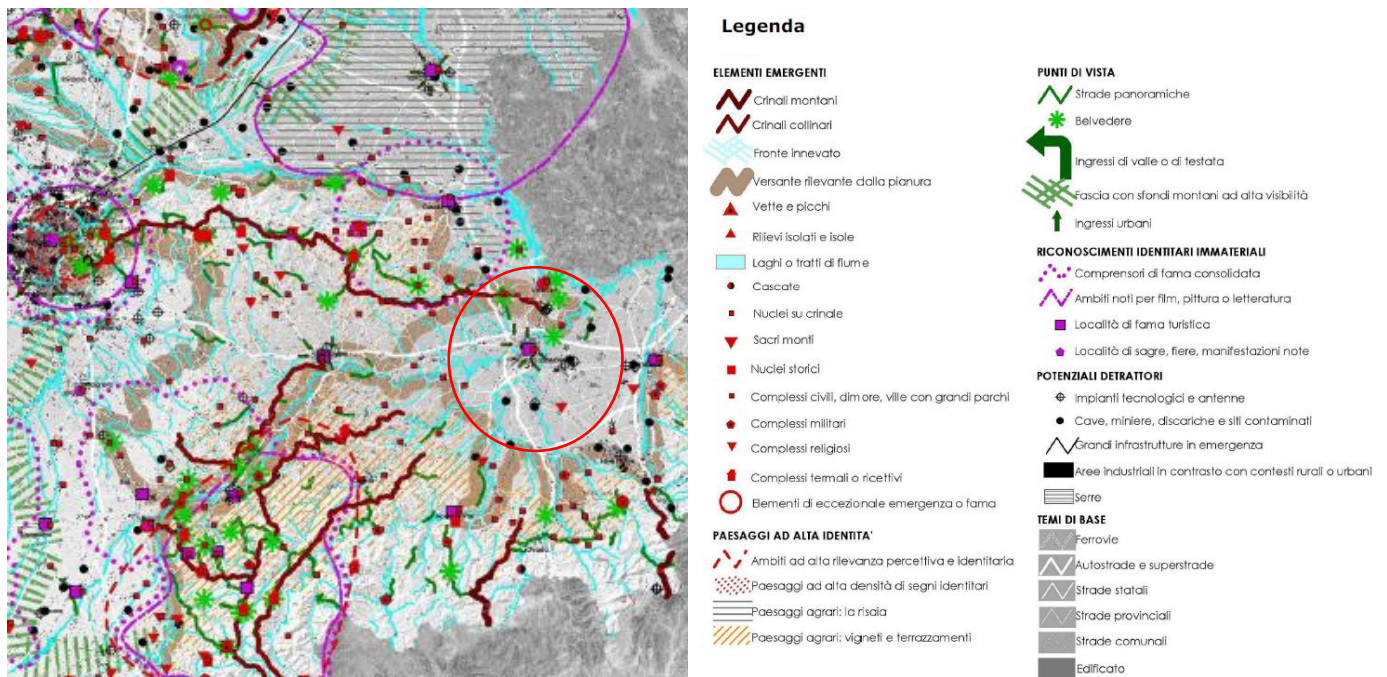 Legenda
ELEMENTI EMERGENTI
Crinali montani
Crinali collinari
Fronte innevato
Versante rilevante dalla pianura
Vette e picchi
Rilievi isolati e isole
Laghi o tratti di fiume
Cascate
Nuclei su crinale
Sacri monti
Nuclei storici
Complessi civili, dimore, ville con grandi parchi
Complessi militari
Complessi religiosi
Complessi termali o ricettivi
Elementi di eccezionale emergenza o fama
PAESAGGI AD ALTA IDENTITA'
Ambiti ad alta rilevanza percettiva e identitaria
Paesaggi ad alta densità di segni identitari
Paesaggi agrari: la risaia
Paesaggi agrari: vigneti e terrazzamenti
PUNTI DI VISTA
Strade panoramiche
Belvedere
Ingressi di valle o di testata
Fascia con sfondi montani ad alta visibilità
Ingressi urbani
RICONOSCIMENTI IDENTITARI IMMATERIALI
Comprensori di fama consolidata
Ambiti noti per film, pittura o letteratura
Località di fama turistica
Località di sagre, fiere, manifestazioni note
POTENZIALI DETRATTORI
Impianti tecnologici e antenne
Cave, miniere, discariche e siti contaminati
Grandi infrastrutture in emergenza
Aree industriali in contrasto con contesti rurali o urbani
Serre
TEMI DI BASE
Ferrovie
Autostrade e superstrade
Strade statali
Strade provinciali
Strade comunali
Edificato